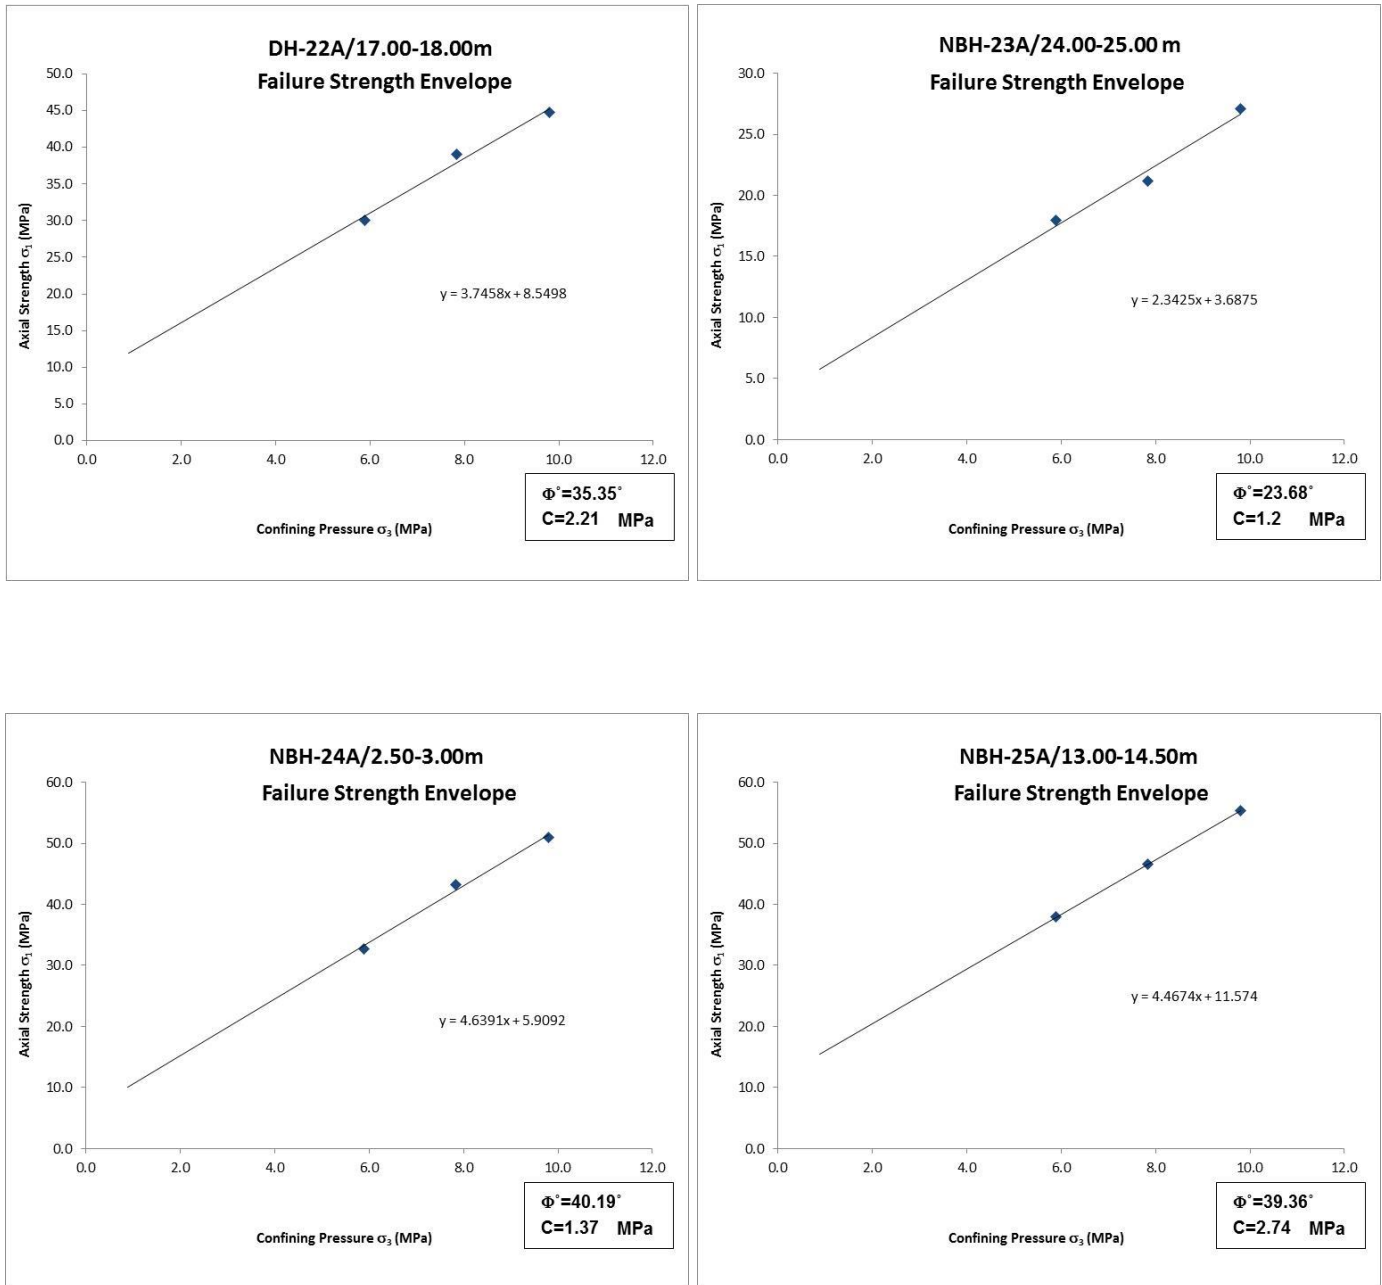 DH-22A/17.00-18.00m
Failure Strength Envelope
50.0
45.0
40.0
35.0
30.0
25.0
20.0
15.0
10.0
5.0
0.0
Axial Strength σ₁ (MPa)
y = 3.7458x + 8.5498
0.0 2.0 4.0 6.0 8.0 10.0 12.0
Confining Pressure σ₃ (MPa)
Φ˚=35.35˚
C=2.21 MPa
NBH-23A/24.00-25.00 m
Failure Strength Envelope
30.0
25.0
20.0
15.0
10.0
5.0
0.0
Axial Strength σ₁ (MPa)
y = 2.3425x + 3.6875
0.0 2.0 4.0 6.0 8.0 10.0 12.0
Confining Pressure σ₃ (MPa)
Φ˚=23.68˚
C=1.2 MPa
NBH-24A/2.50-3.00m
Failure Strength Envelope
60.0
50.0
40.0
30.0
20.0
10.0
0.0
Axial Strength σ₁ (MPa)
y = 4.6391x + 5.9092
0.0 2.0 4.0 6.0 8.0 10.0 12.0
Confining Pressure σ₃ (MPa)
Φ˚=40.19˚
C=1.37 MPa
NBH-25A/13.00-14.50m
Failure Strength Envelope
60.0
50.0
40.0
30.0
20.0
10.0
0.0
Axial Strength σ₁ (MPa)
y = 4.4674x + 11.574
0.0 2.0 4.0 6.0 8.0 10.0 12.0
Confining Pressure σ₃ (MPa)
Φ˚=39.36˚
C=2.74 MPa